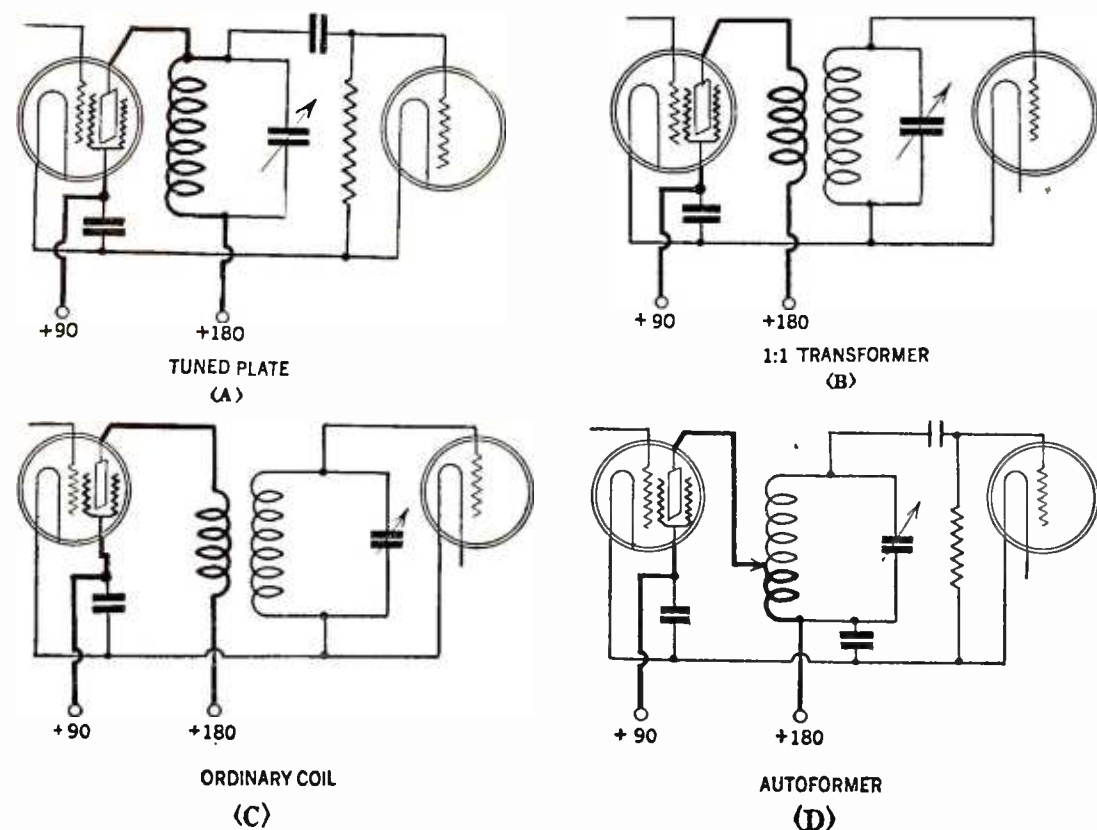 +90
+180
TUNED PLATE
(A)
+90
+180
1:1 TRANSFORMER
(B)
+90
+180
ORDINARY COIL
(C)
+90
+180
AUTOFORMER
(D)